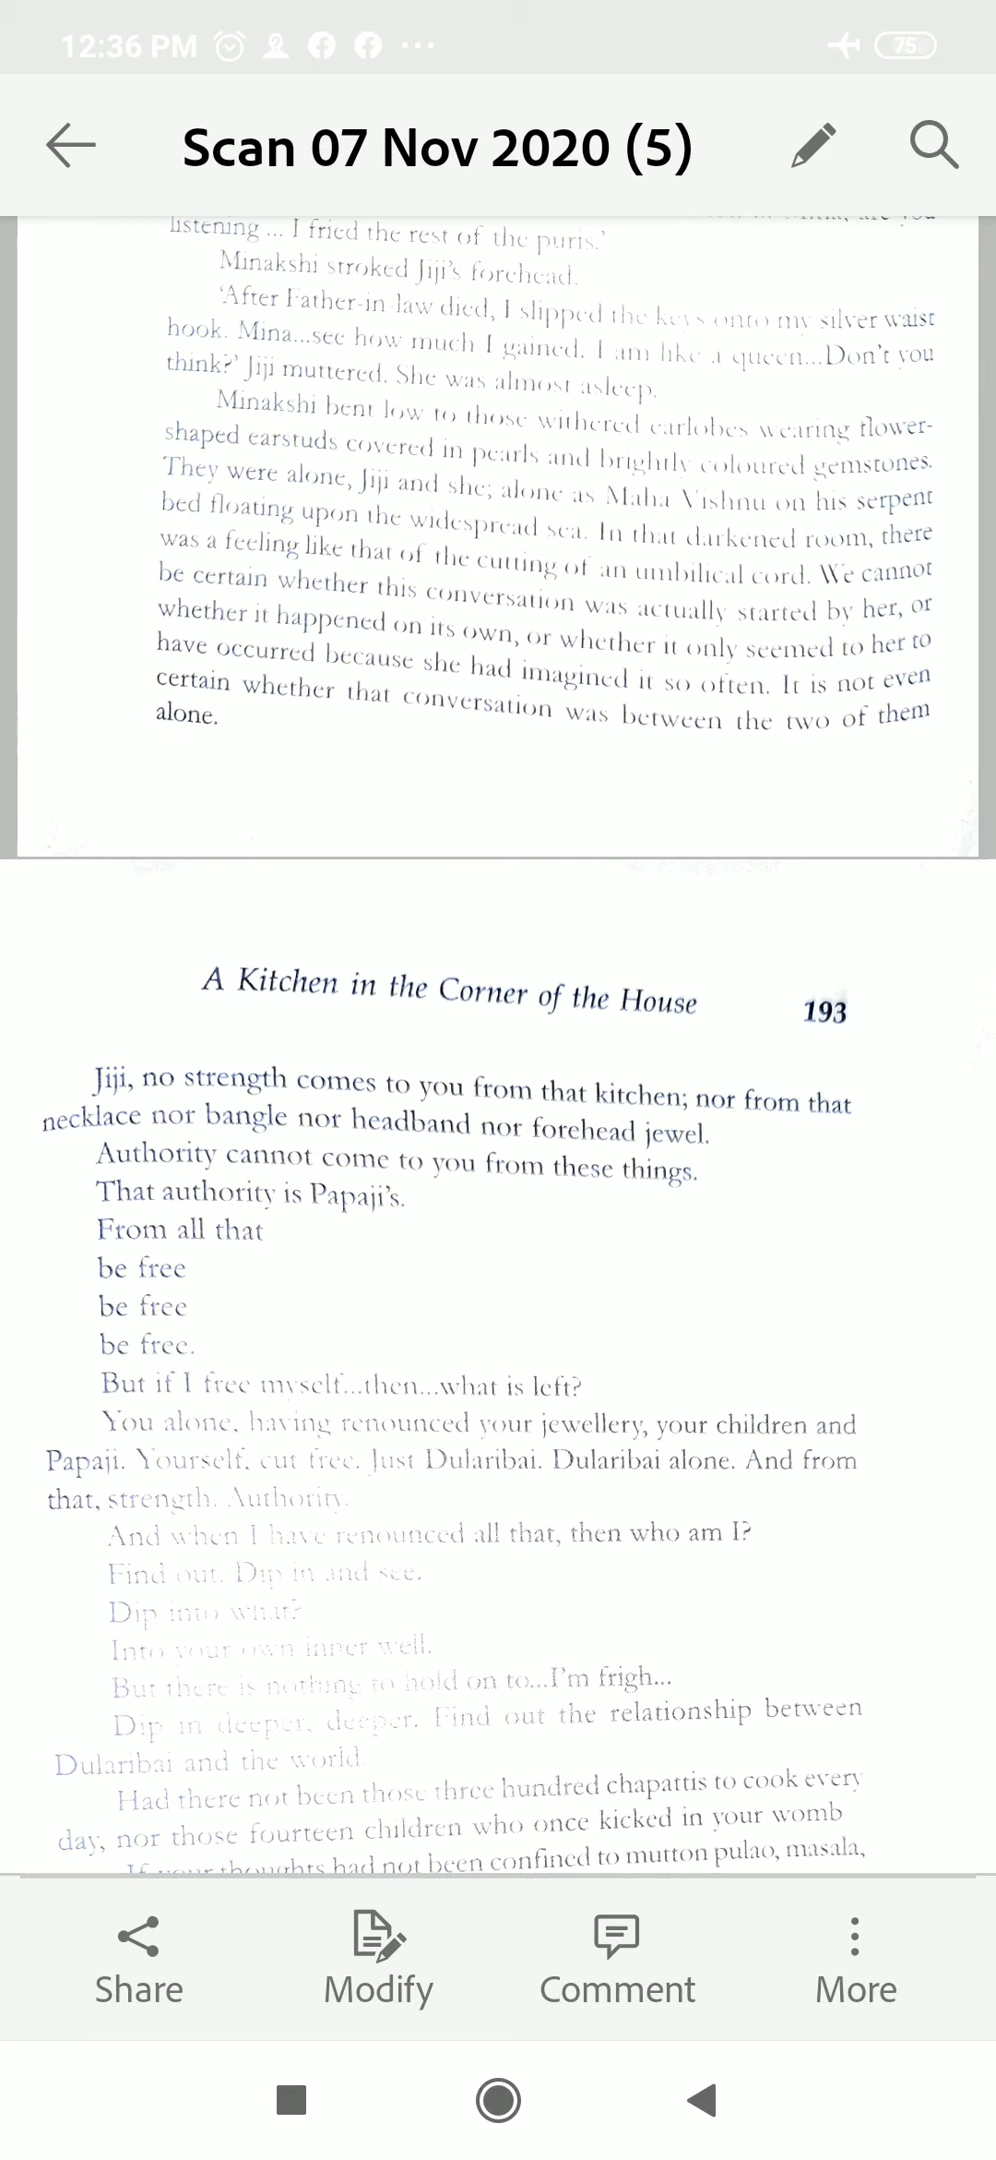 12:36 PM ... 75
Scan 07 Nov 2020 (5)
listening ... I fried the rest of the puris.'
Minakshi stroked Jiji's forehead.
'After Father-in-law died, I slipped the keys onto my silver waist
hook. Mina...see how much I gained. I am like a queen...Don't you
think?' Jiji muttered. She was almost asleep.
Minakshi bent low to those withered earlobes wearing flower-
shaped earstuds covered in pearls and brightly coloured gemstones.
They were alone, Jiji and she; alone as Maha Vishnu on his serpent
bed floating upon the widespread sea. In that darkened room, there
was a feeling like that of the cutting of an umbilical cord. We cannot
be certain whether this conversation was actually started by her, or
whether it happened on its own, or whether it only seemed to her to
have occurred because she had imagined it so often. It is not even
certain whether that conversation was between the two of them
alone.
A Kitchen in the Corner of the House 193
Jiji, no strength comes to you from that kitchen; nor from that
necklace nor bangle nor headband nor forehead jewel.
Authority cannot come to you from these things.
That authority is Papaji's.
From all that
be free
be free
be free.
But if I free myself...then...what is left?
You alone, having renounced your jewellery, your children and
Papaji. Yourself, cut free. Just Dularibai. Dularibai alone. And from
that, strength. Authority.
And when I have renounced all that, then who am I?
Find out. Dip in and see.
Dip into what?
Into your own inner well.
But there is nothing to hold on to...I'm frigh...
Dip in deeper, deeper. Find out the relationship between
Dularibai and the world.
Had there not been those three hundred chapattis to cook every
day, nor those fourteen children who once kicked in your womb
If your thoughts had not been confined to mutton pulao, masala,
Share Modify Comment More